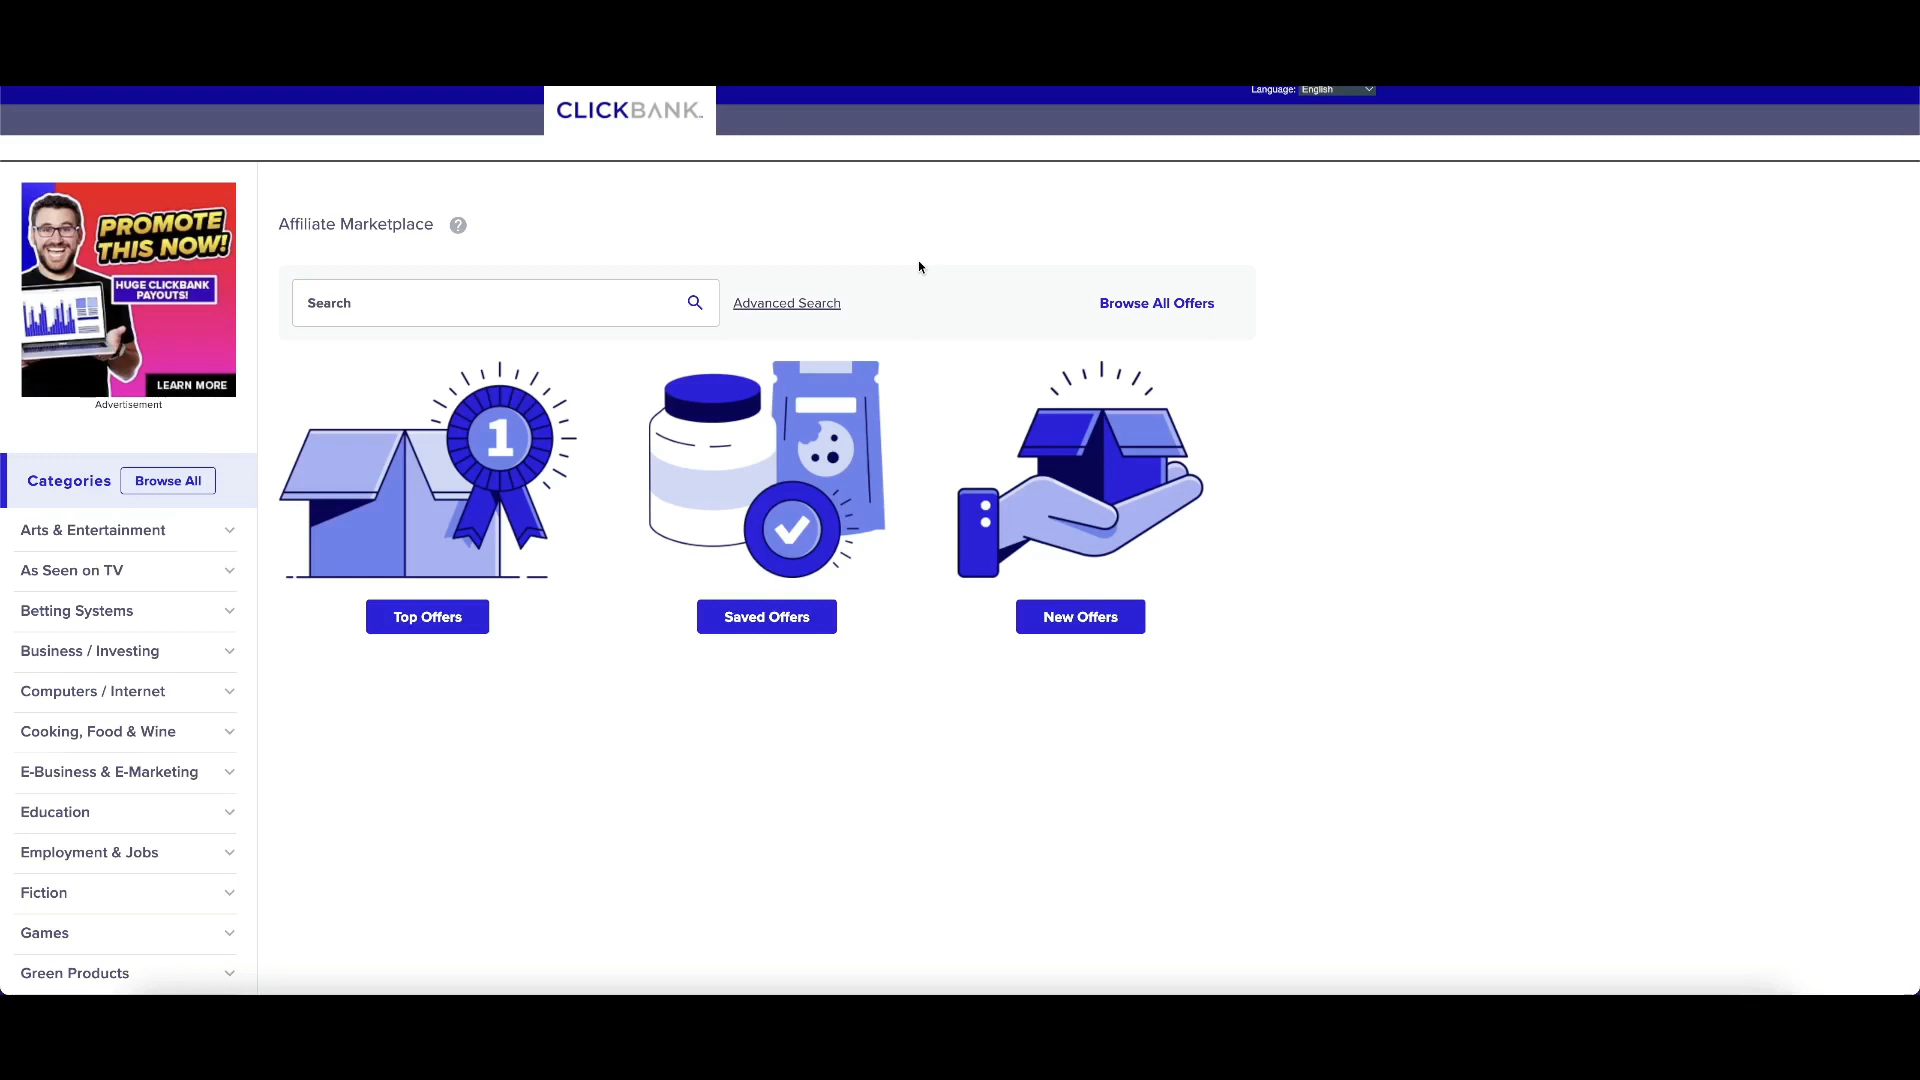 Language: English
CLICKBANK
PROMOTE
THIS NOW!
HUGE CLICKBANK
PAYOUTS!
LEARN MORE
Advertisement
Affiliate Marketplace ?
Search
Advanced Search
Browse All Offers
1
Top Offers
Saved Offers
New Offers
Categories
Browse All
Arts & Entertainment
As Seen on TV
Betting Systems
Business / Investing
Computers / Internet
Cooking, Food & Wine
E-Business & E-Marketing
Education
Employment & Jobs
Fiction
Games
Green Products